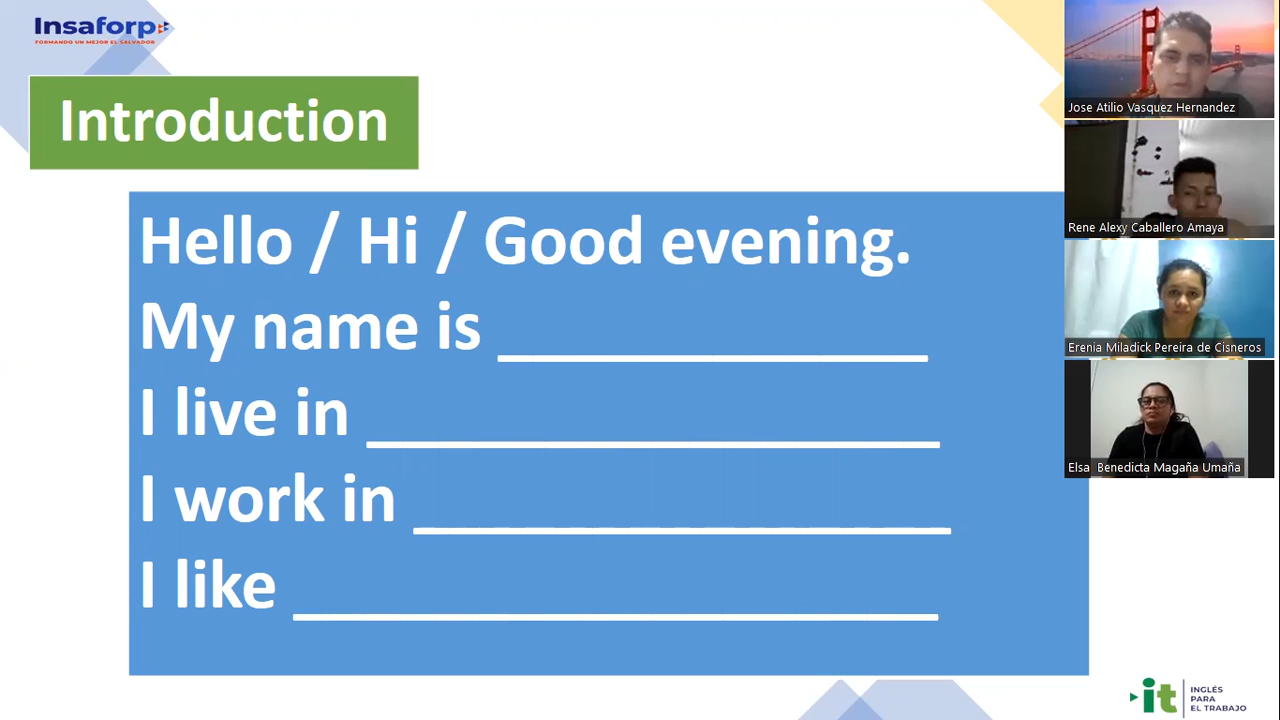 Insaforp
FORMANDO UN MEJOR EL SALVADOR
Introduction
Hello / Hi / Good evening.
My name is _______________
I live in ____________________
I work in ___________________
I like _______________________
Jose Atilio Vasquez Hernandez
Rene Alexy Caballero Amaya
Erenia Miladick Pereira de Cisneros
Elsa Benedicta Magaña Umaña
it
INGLÉS
PARA
EL TRABAJO